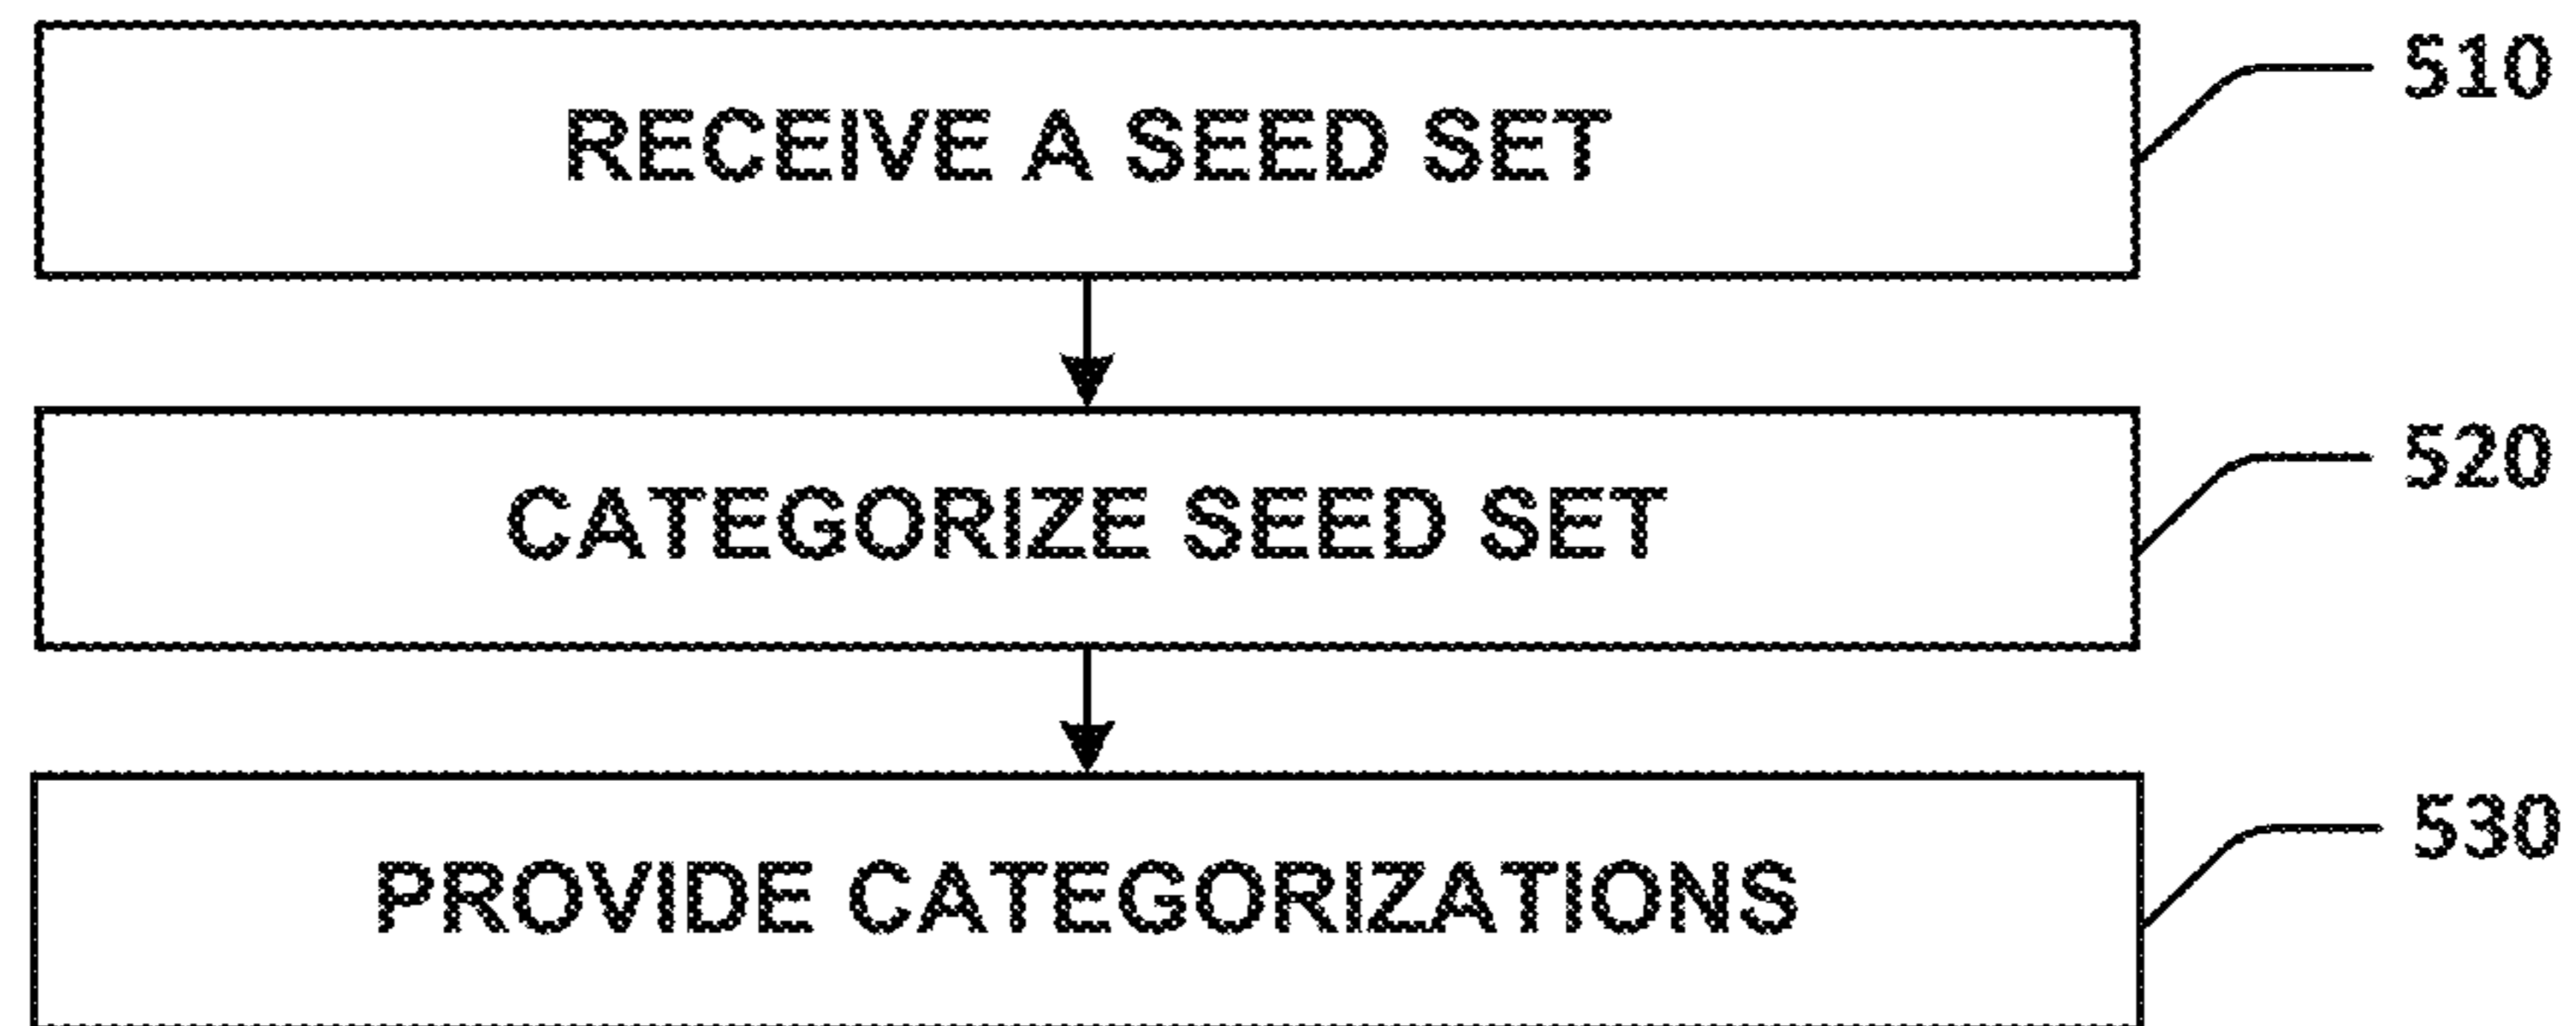 RECEIVE A SEED SET
510
CATEGORIZE SEED SET
520
PROVIDE CATEGORIZATIONS
530